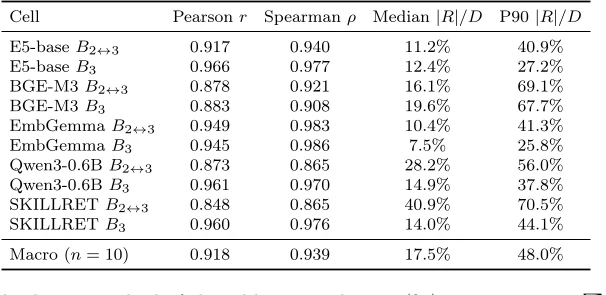 Cell Pearson r Spearman ρ Median |R|/D P90 |R|/D
E5-base B₂↔₃ 0.917 0.940 11.2% 40.9%
E5-base B₃ 0.966 0.977 12.4% 27.2%
BGE-M3 B₂↔₃ 0.878 0.921 16.1% 69.1%
BGE-M3 B₃ 0.883 0.908 19.6% 67.7%
EmbGemma B₂↔₃ 0.949 0.983 10.4% 41.3%
EmbGemma B₃ 0.945 0.986 7.5% 25.8%
Qwen3-0.6B B₂↔₃ 0.873 0.865 28.2% 56.0%
Qwen3-0.6B B₃ 0.961 0.970 14.9% 37.8%
SKILLRET B₂↔₃ 0.848 0.865 40.9% 70.5%
SKILLRET B₃ 0.960 0.976 14.0% 44.1%
Macro (n = 10) 0.918 0.939 17.5% 48.0%